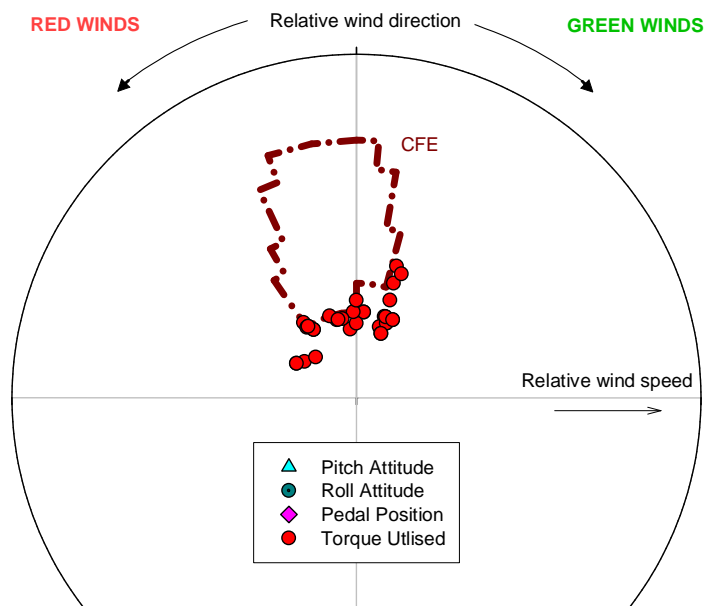 RED WINDS
Relative wind direction
GREEN WINDS
CFE
Relative wind speed
Pitch Attitude
Roll Attitude
Pedal Position
Torque Utlised